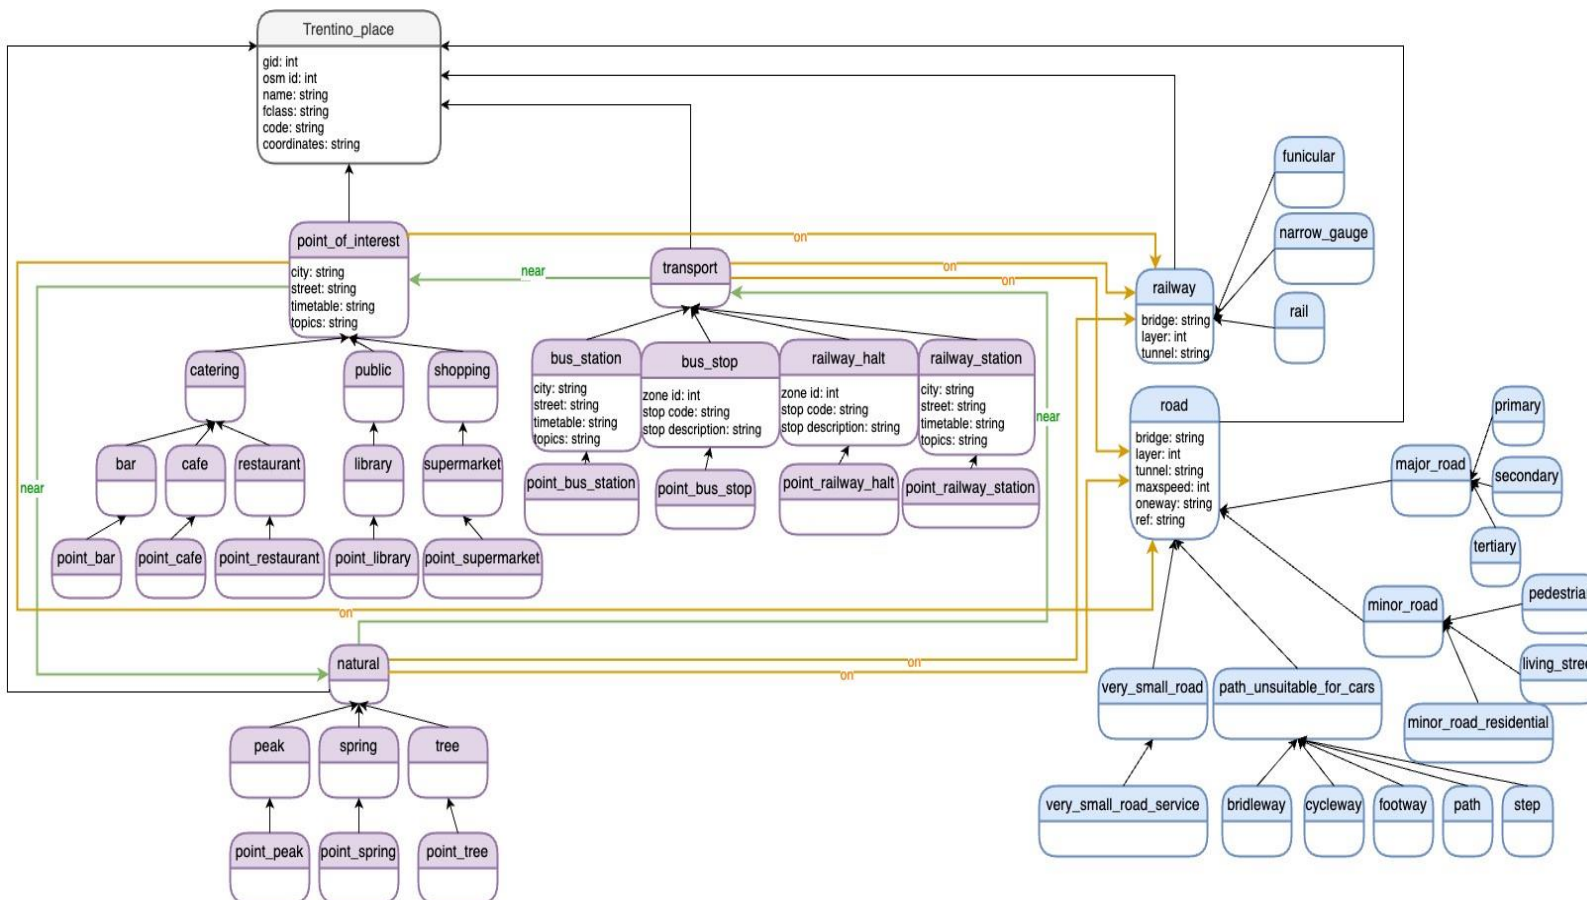 Trentino_place
gid: int
osm id: int
name: string
fclass: string
code: string
coordinates: string
point_of_interest
city: string
street: string
timetable: string
topics: string
on
near
transport
on
on
railway
bridge: string
layer: int
tunnel: string
funicular
narrow_gauge
rail
catering
public
shopping
bus_station
city: string
street: string
timetable: string
topics: string
bus_stop
zone id: int
stop code: string
stop description: string
railway_halt
zone id: int
stop code: string
stop description: string
railway_station
city: string
street: string
timetable: string
topics: string
near
road
bridge: string
layer: int
tunnel: string
maxspeed: int
oneway: string
ref: string
primary
major_road
secondary
tertiary
bar
cafe
restaurant
library
supermarket
point_bus_station
point_bus_stop
point_railway_halt
point_railway_station
near
point_bar
point_cafe
point_restaurant
point_library
point_supermarket
on
minor_road
pedestria
living_stree
minor_road_residential
natural
on
on
very_small_road
path_unsuitable_for_cars
peak
spring
tree
very_small_road_service
bridleway
cycleway
footway
path
step
point_peak
point_spring
point_tree